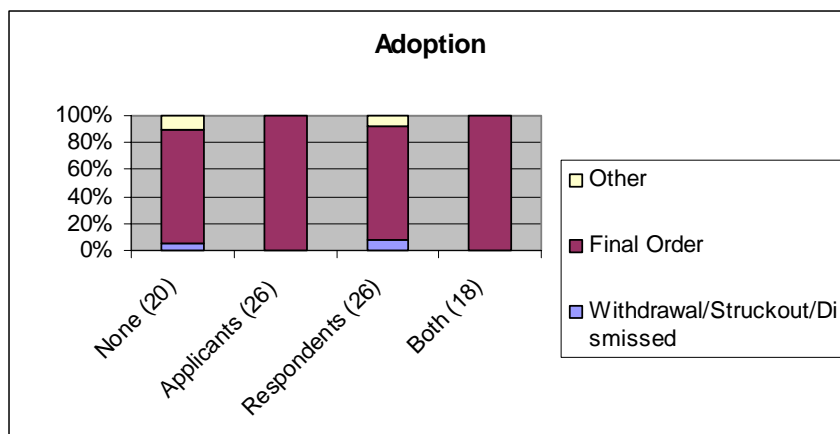 Adoption
100%
80%
60%
40%
20%
0%
None (20)
Applicants (26)
Respondents (26)
Both (18)
Other
Final Order
Withdrawal/Struckout/Di
smissed